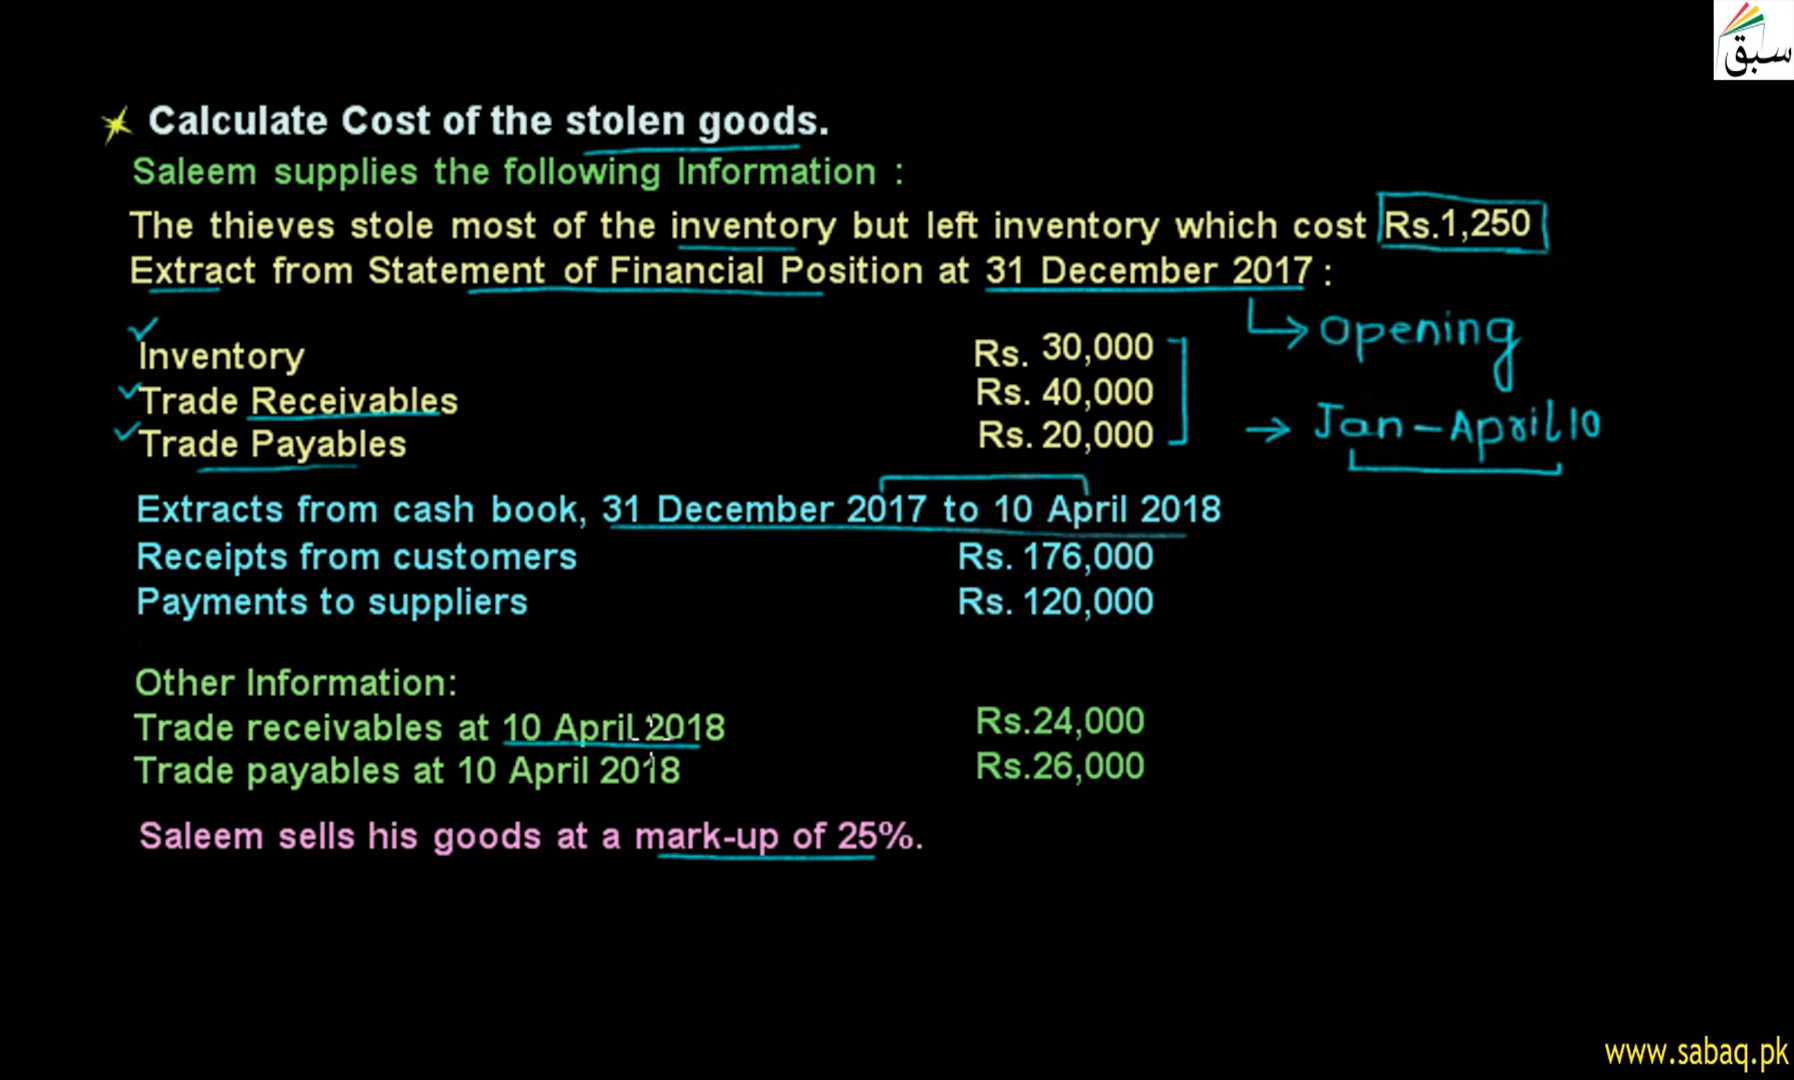 سبق
Calculate Cost of the stolen goods.
Saleem supplies the following Information :
The thieves stole most of the inventory but left inventory which cost Rs.1,250
Extract from Statement of Financial Position at 31 December 2017 :
Opening
Inventory Rs. 30,000
Trade Receivables Rs. 40,000
Jan - April 10
Trade Payables Rs. 20,000
Extracts from cash book, 31 December 2017 to 10 April 2018
Receipts from customers Rs. 176,000
Payments to suppliers Rs. 120,000
Other Information:
Trade receivables at 10 April 2018 Rs.24,000
Trade payables at 10 April 2018 Rs.26,000
Saleem sells his goods at a mark-up of 25%.
www.sabaq.pk